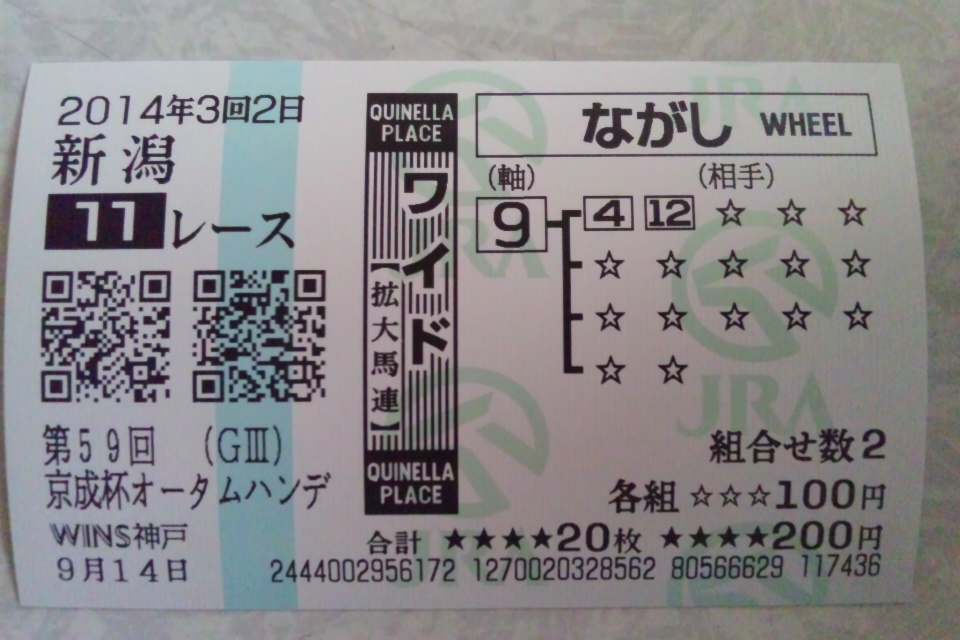 2014年3回2日
新潟
11レース
第59回 (GⅢ)
京成杯オータムハンデ
WINS神戸
9月14日
QUINELLA
PLACE
ワイド
【拡大馬連】
QUINELLA
PLACE
ながし WHEEL
(軸) (相手)
9 4 12 ☆ ☆ ☆
☆ ☆ ☆ ☆ ☆
☆ ☆ ☆ ☆ ☆
☆ ☆
組合せ数2
各組 ☆☆☆100円
合計 ★★★★20枚 ★★★★200円
2444002956172 1270020328562 80566629 117436
JRA
JRA
JRA